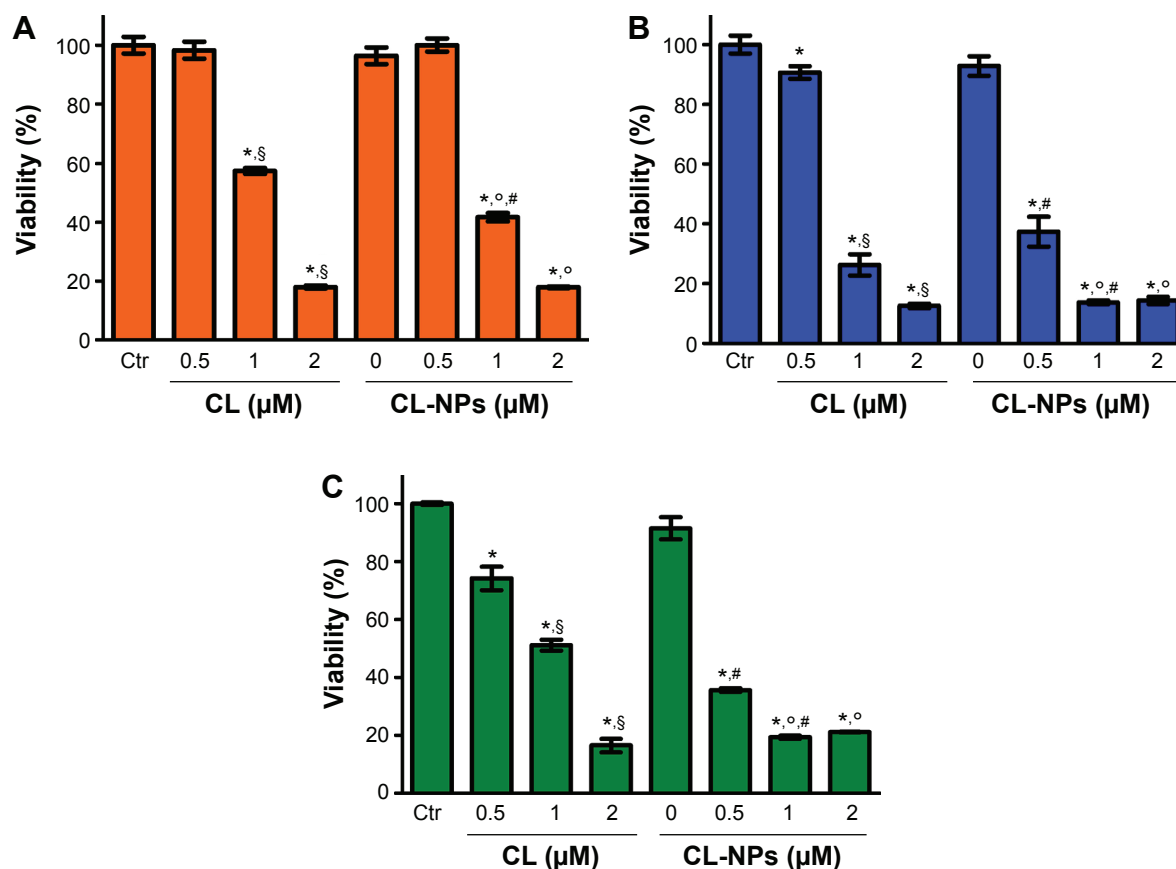 A
Viability (%)
100
80
60
40
20
0
*,§
*,§
*,°,#
*,°
Ctr 0.5 1 2 0 0.5 1 2
CL (µM) CL-NPs (µM)
B
Viability (%)
100
80
60
40
20
0
*
*,§
*,§
*,#
*,°,#
*,°
Ctr 0.5 1 2 0 0.5 1 2
CL (µM) CL-NPs (µM)
C
Viability (%)
100
80
60
40
20
0
*
*,§
*,§
*,#
*,°,#
*,°
Ctr 0.5 1 2 0 0.5 1 2
CL (µM) CL-NPs (µM)